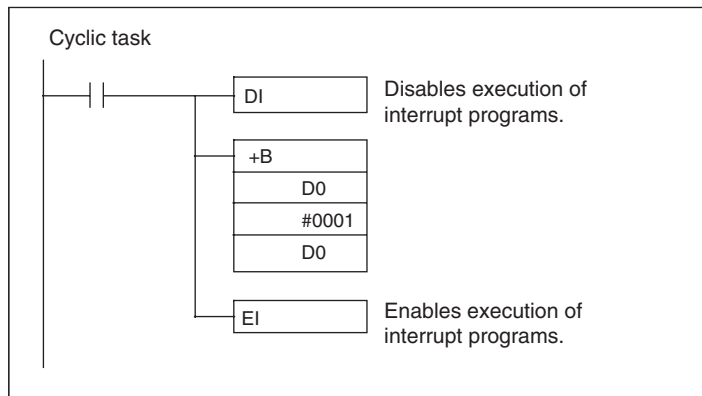 Cyclic task
DI
Disables execution of
interrupt programs.
+B
D0
#0001
D0
EI
Enables execution of
interrupt programs.